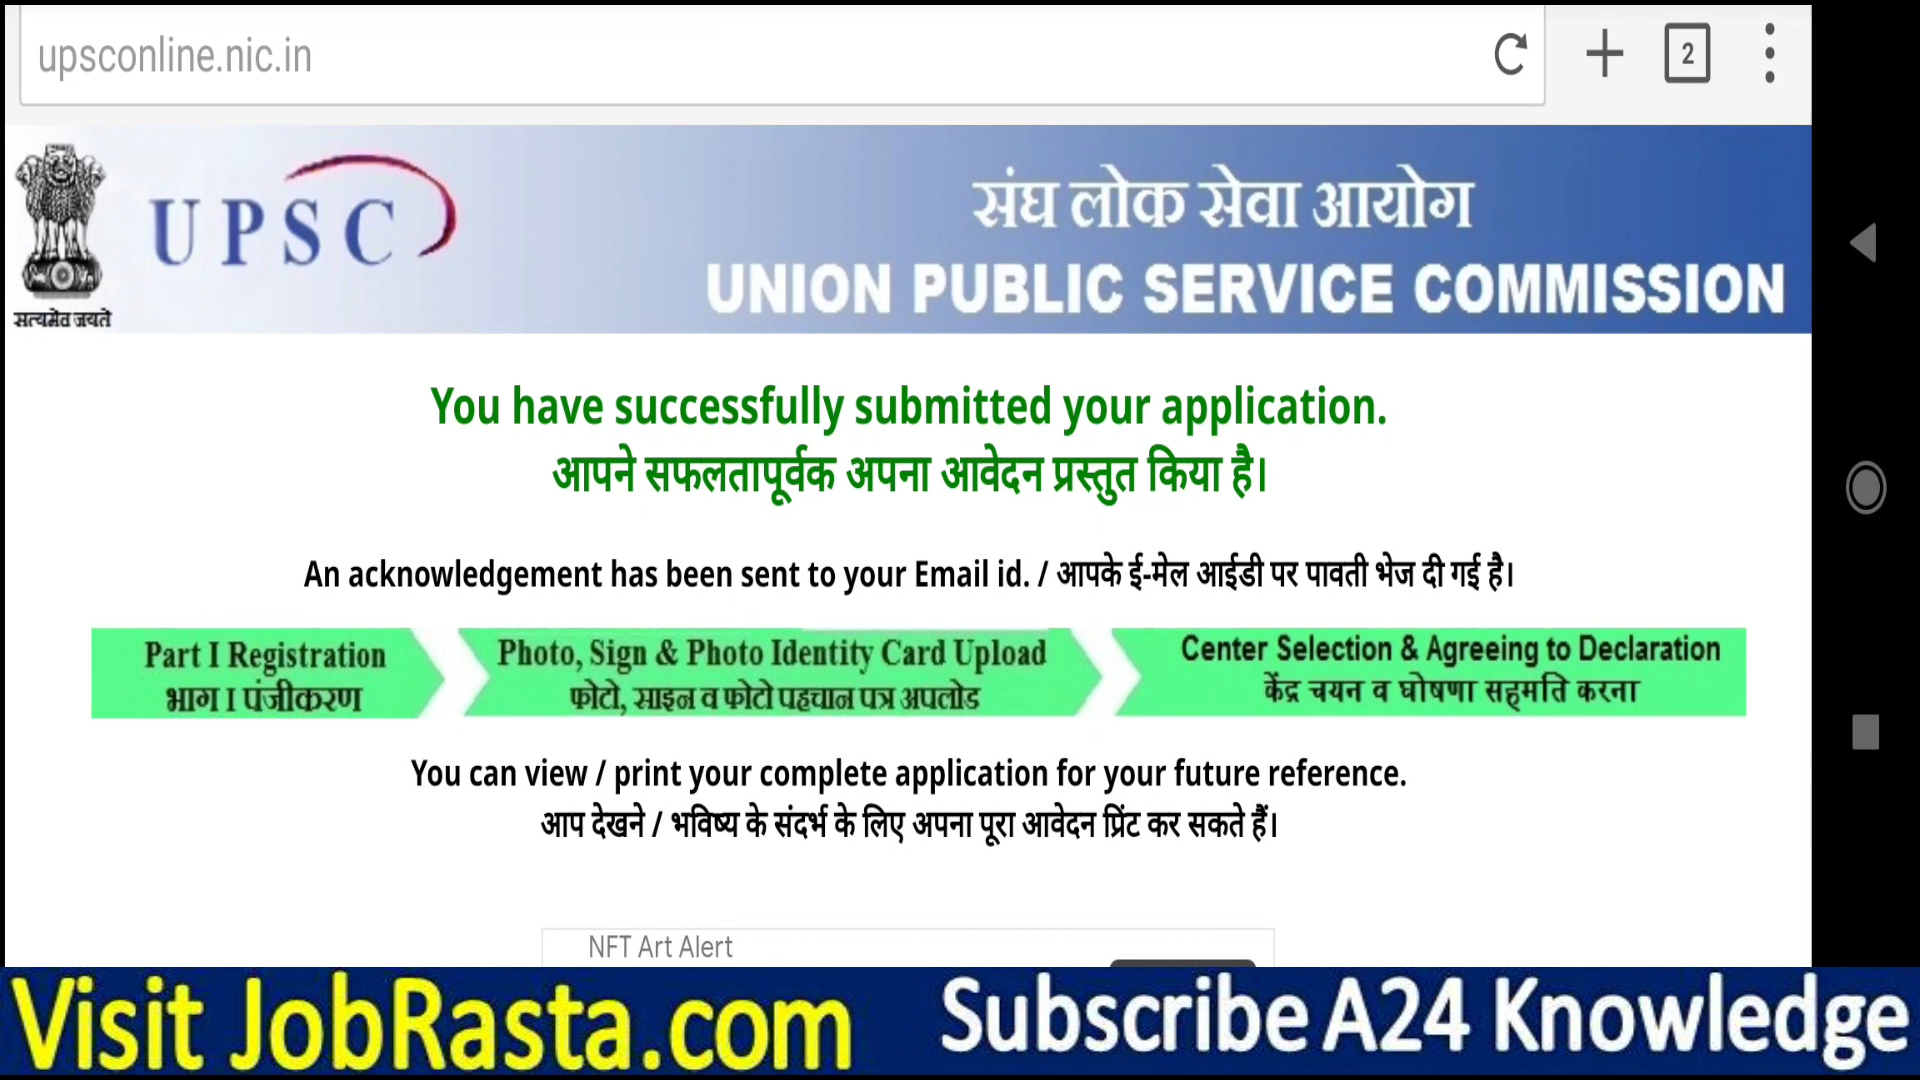 upsconline.nic.in
2
सत्यमेव जयते
UPSC
संघ लोक सेवा आयोग
UNION PUBLIC SERVICE COMMISSION
You have successfully submitted your application.
आपने सफलतापूर्वक अपना आवेदन प्रस्तुत किया है।
An acknowledgement has been sent to your Email id. / आपके ई-मेल आईडी पर पावती भेज दी गई है।
Part I Registration
भाग I पंजीकरण
Photo, Sign & Photo Identity Card Upload
फोटो, साइन व फोटो पहचान पत्र अपलोड
Center Selection & Agreeing to Declaration
केंद्र चयन व घोषणा सहमति करना
You can view / print your complete application for your future reference.
आप देखने / भविष्य के संदर्भ के लिए अपना पूरा आवेदन प्रिंट कर सकते हैं।
NFT Art Alert
Visit JobRasta.com
Subscribe A24 Knowledge